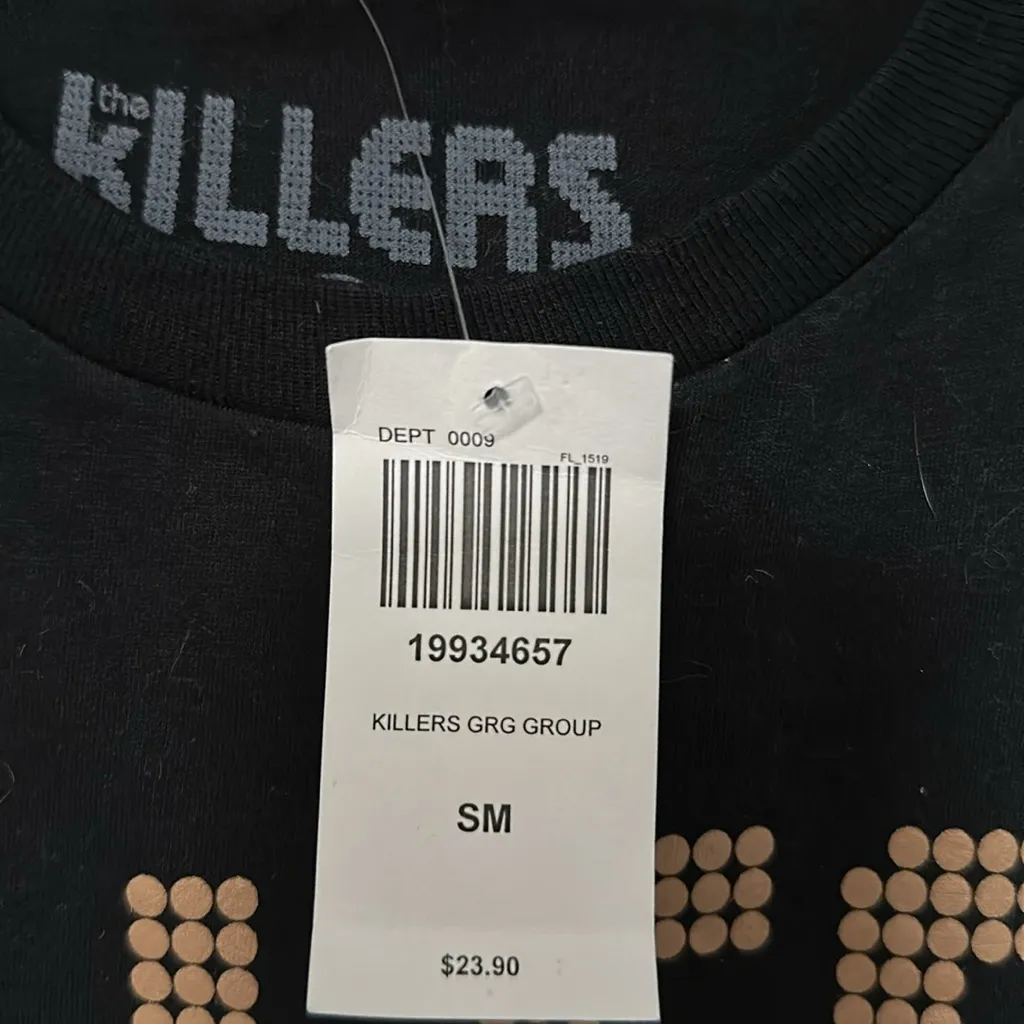 the
KILLERS
DEPT 0009
FL_1519
19934657
KILLERS GRG GROUP
SM
$23.90